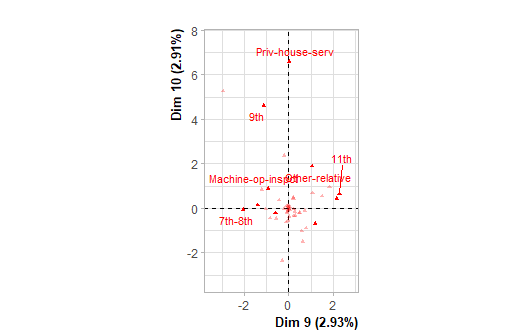 8
6
4
2
0
-2
Dim 10 (2.91%)
Priv-house-serv
9th
11th
Machine-op-inspct
Other-relative
7th-8th
-2
0
2
Dim 9 (2.93%)